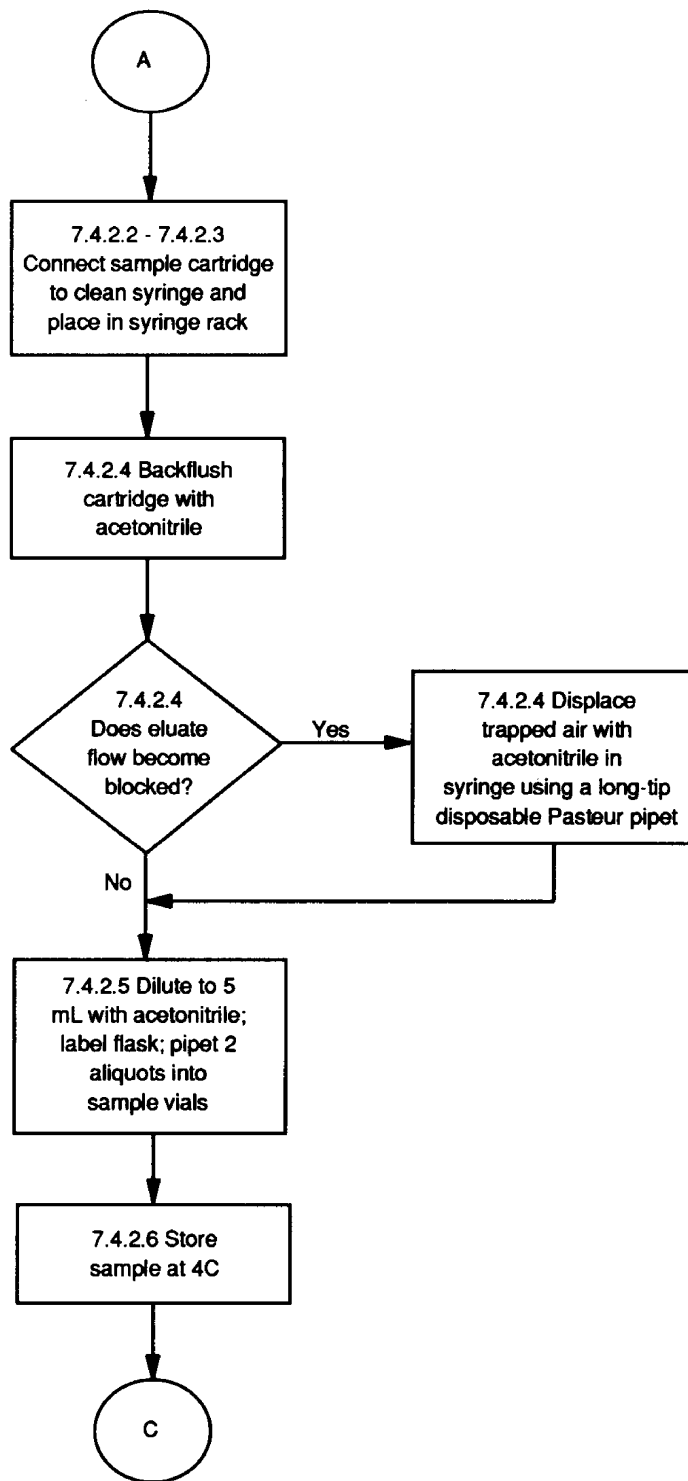 A
7.4.2.2 - 7.4.2.3
Connect sample cartridge
to clean syringe and
place in syringe rack
7.4.2.4 Backflush
cartridge with
acetonitrile
7.4.2.4
Does eluate
flow become
blocked?
Yes
7.4.2.4 Displace
trapped air with
acetonitrile in
syringe using a long-tip
disposable Pasteur pipet
No
7.4.2.5 Dilute to 5
mL with acetonitrile;
label flask; pipet 2
aliquots into
sample vials
7.4.2.6 Store
sample at 4C
C